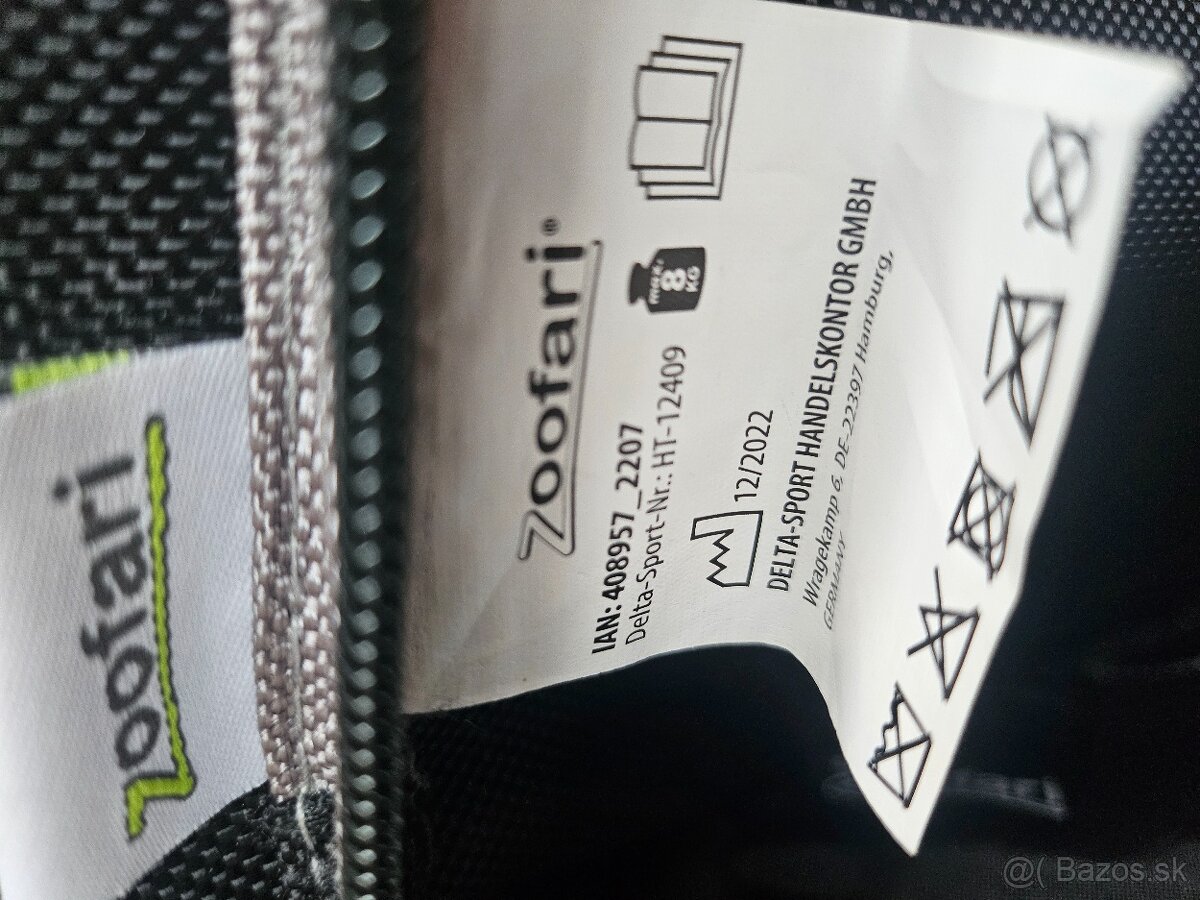 Zoofari
Zoofari®
max.
8
KG
IAN: 408957_2207
Delta-Sport-Nr.: HT-12409
12/2022
DELTA-SPORT HANDELSKONTOR GMBH
Wragekamp 6, DE-22397 Hamburg,
GERMANY
@( Bazos.sk